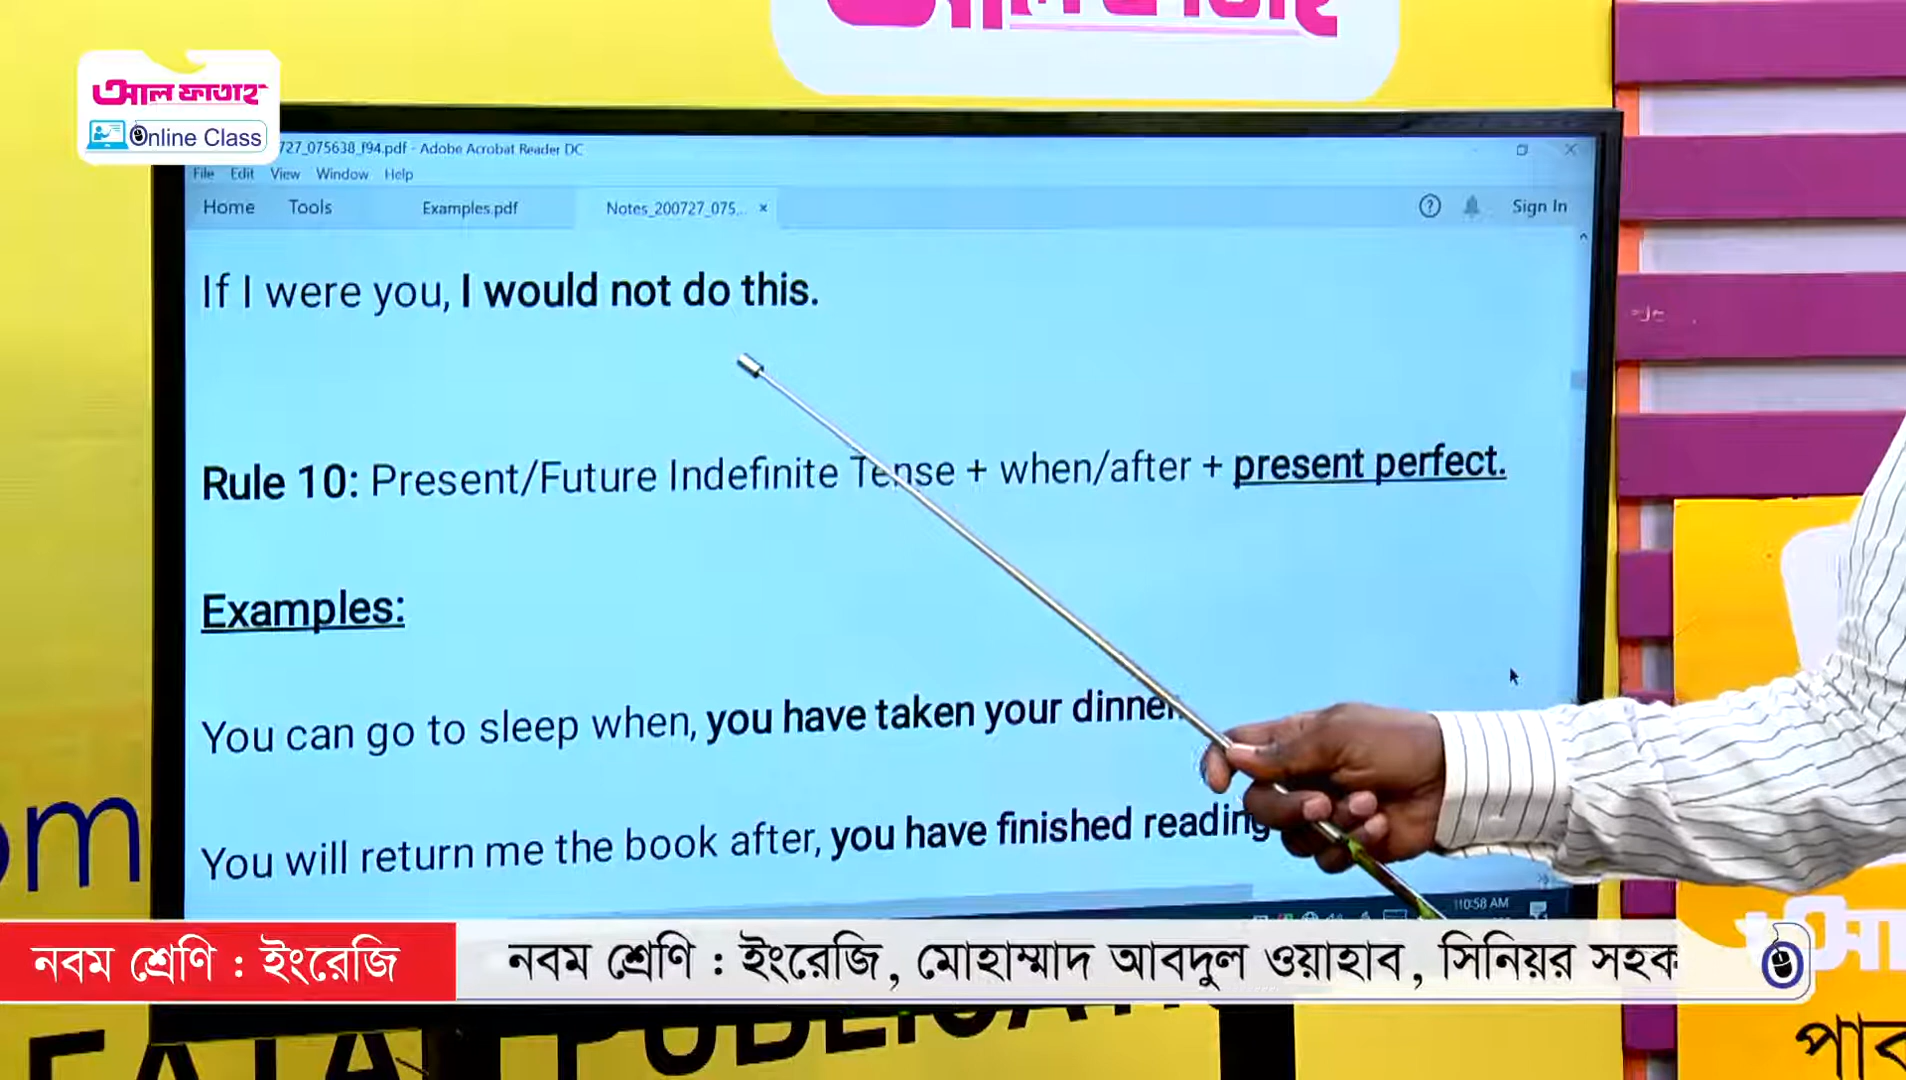 আল ফাতাহ
আল ফাতাহ
Online Class
727_075638_f94.pdf - Adobe Acrobat Reader DC
File Edit View Window Help
Home Tools Examples.pdf Notes_200727_075... × Sign In
If I were you, I would not do this.
Rule 10: Present/Future Indefinite Tense + when/after + present perfect.
Examples:
You can go to sleep when, you have taken your dinner.
You will return me the book after, you have finished reading
10:58 AM
om
নবম শ্রেণি : ইংরেজি
নবম শ্রেণি : ইংরেজি, মোহাম্মাদ আবদুল ওয়াহাব, সিনিয়র সহক
PUBLICAT
পাব